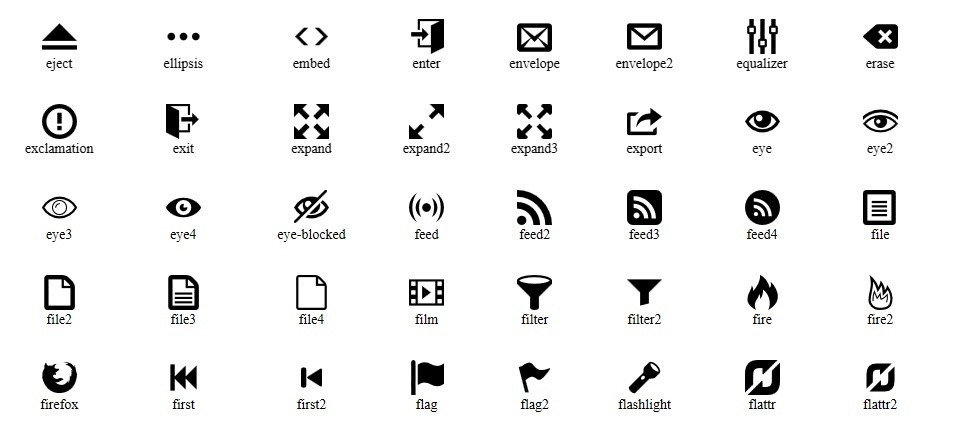 eject ellipsis embed enter envelope envelope2 equalizer erase
exclamation exit expand expand2 expand3 export eye eye2
eye3 eye4 eye-blocked feed feed2 feed3 feed4 file
file2 file3 file4 film filter filter2 fire fire2
firefox first first2 flag flag2 flashlight flattr flattr2